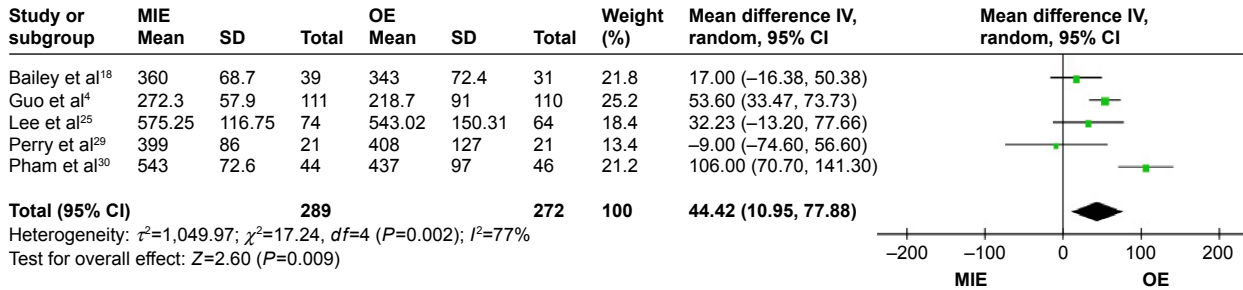 Study or subgroup MIE Mean SD Total OE Mean SD Total Weight (%) Mean difference IV, random, 95% CI Mean difference IV, random, 95% CI
Bailey et al¹⁸ 360 68.7 39 343 72.4 31 21.8 17.00 (–16.38, 50.38)
Guo et al⁴ 272.3 57.9 111 218.7 91 110 25.2 53.60 (33.47, 73.73)
Lee et al²⁵ 575.25 116.75 74 543.02 150.31 64 18.4 32.23 (–13.20, 77.66)
Perry et al²⁹ 399 86 21 408 127 21 13.4 –9.00 (–74.60, 56.60)
Pham et al³⁰ 543 72.6 44 437 97 46 21.2 106.00 (70.70, 141.30)
Total (95% CI) 289 272 100 44.42 (10.95, 77.88)
Heterogeneity: τ²=1,049.97; χ²=17.24, df=4 (P=0.002); I²=77%
Test for overall effect: Z=2.60 (P=0.009)
–200 –100 0 100 200
MIE OE